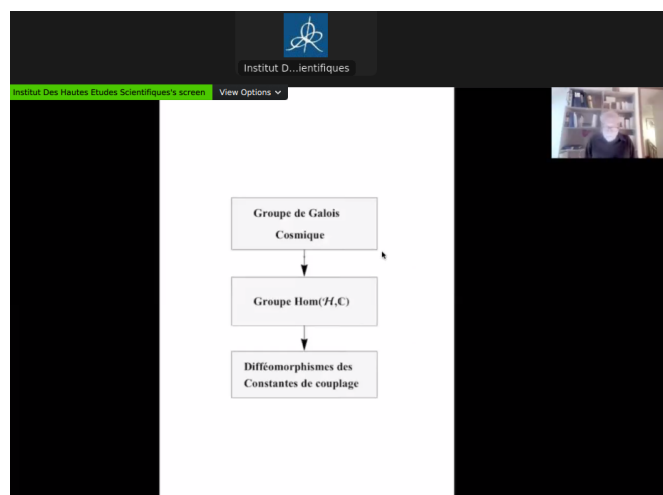 Institut D...ientifiques
Institut Des Hautes Etudes Scientifiques's screen
View Options
Groupe de Galois
Cosmique
Groupe Hom(ℋ,ℂ)
Difféomorphismes des
Constantes de couplage